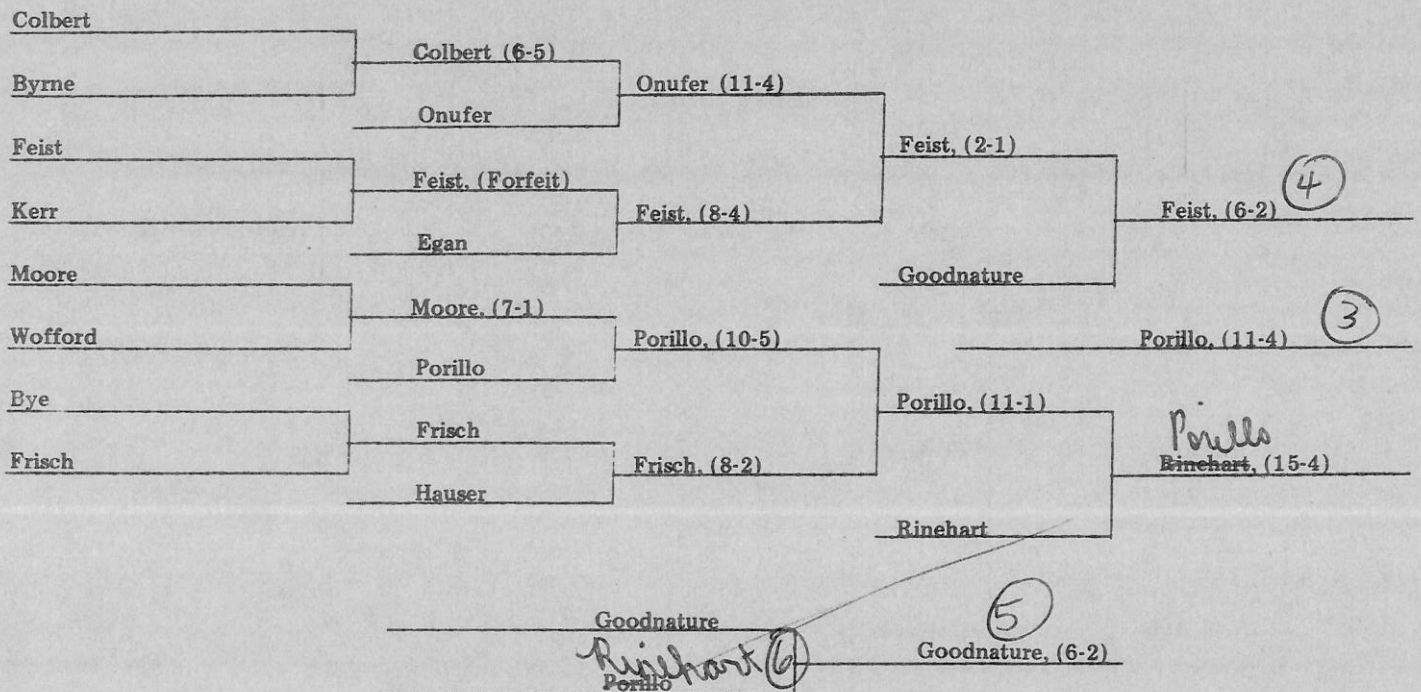 Colbert
Colbert (6-5)
Byrne
Onufer (11-4)
Onufer
Feist
Feist, (2-1)
Feist, (Forfeit)
Kerr
Feist, (8-4)
Feist, (6-2) 4
Egan
Moore
Goodnature
Moore, (7-1)
Wofford
Porillo, (10-5)
Porillo, (11-4) 3
Porillo
Bye
Porillo, (11-1)
Frisch
Porillo
Frisch
Frisch, (8-2)
Rinehart, (15-4)
Hauser
Rinehart
Goodnature
5
Goodnature, (6-2)
Rinehart 6
Porillo